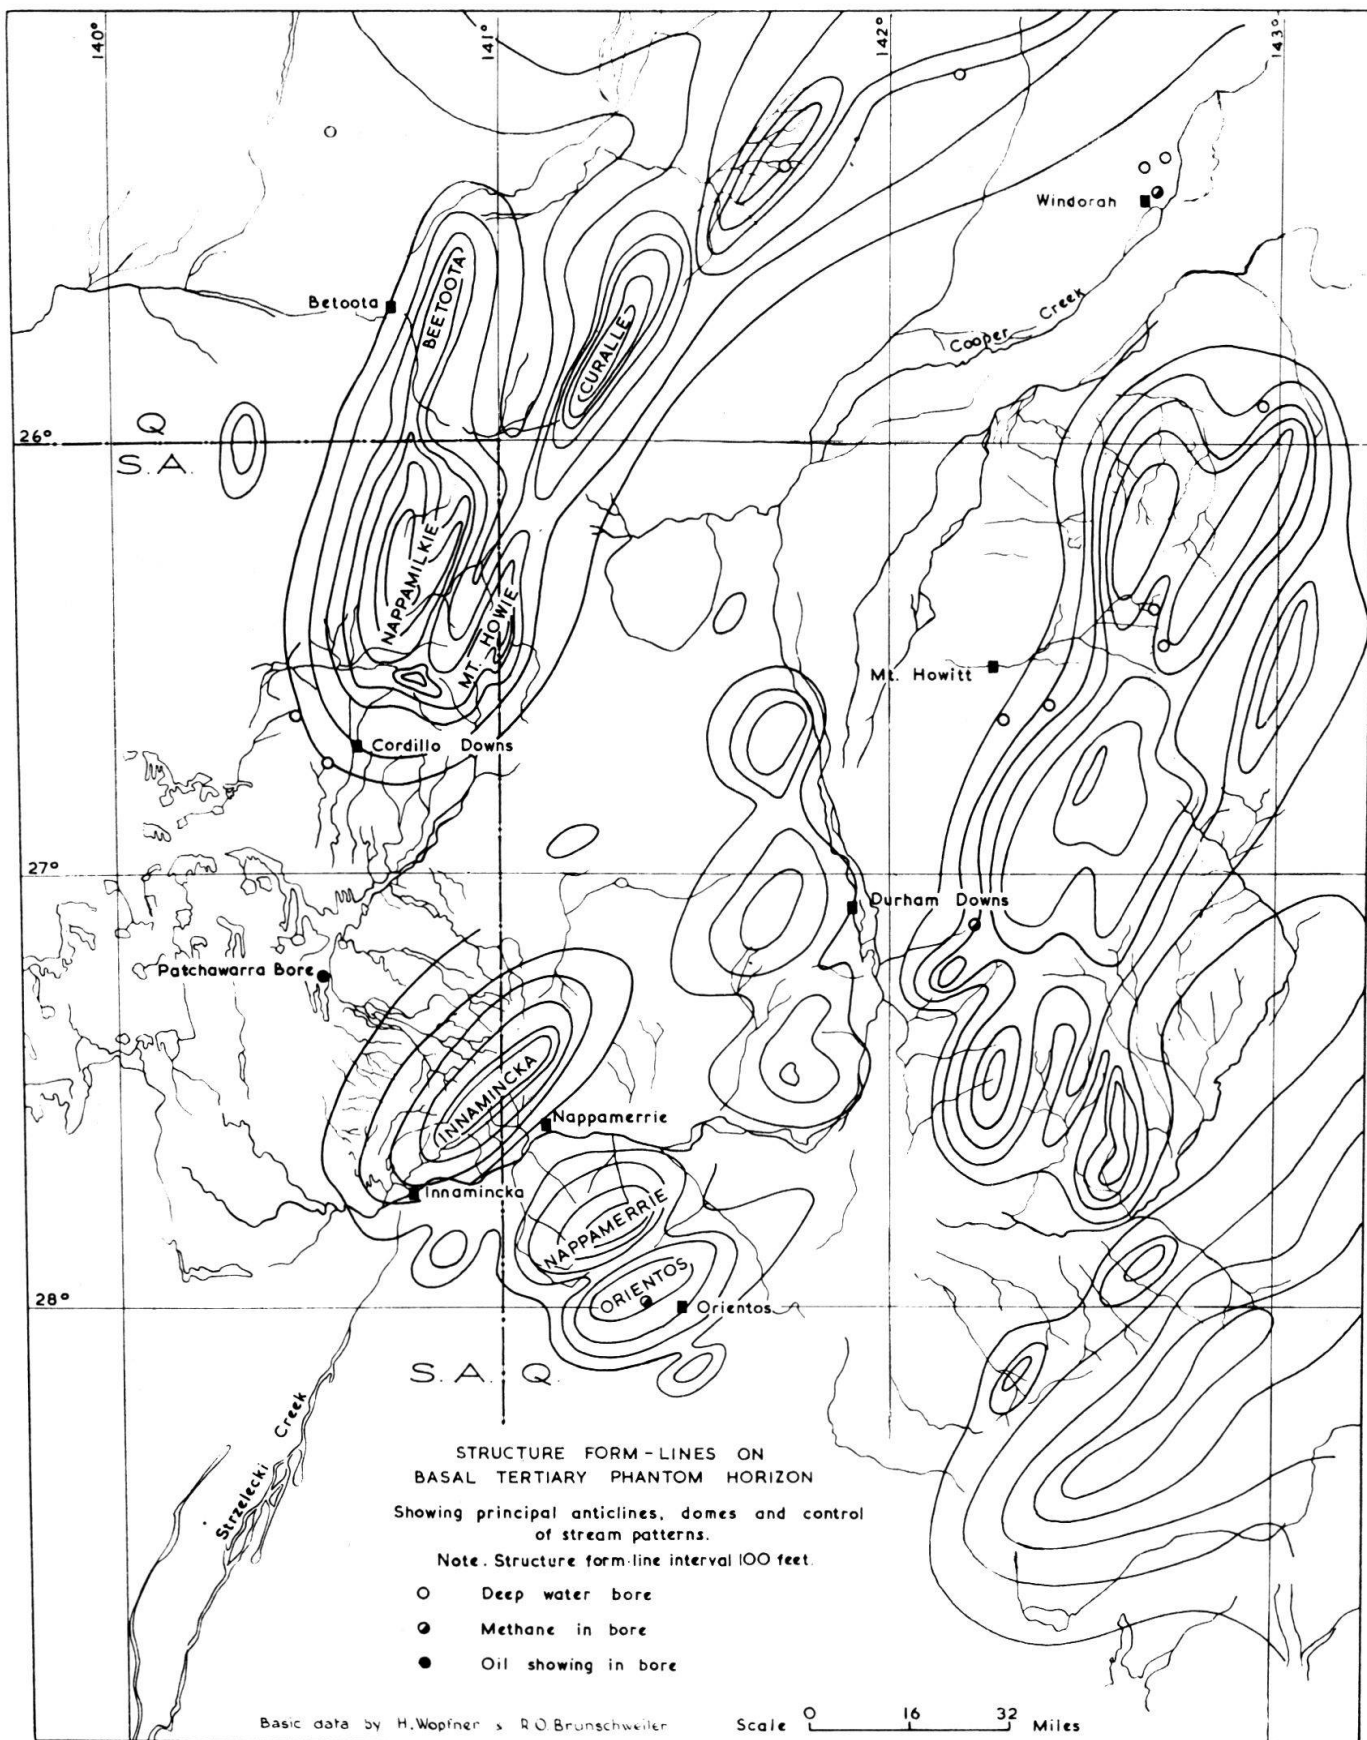 140°
141°
142°
143°
Windorah
Betoota
BEETOOTA
Cooper Creek
CURALLE
26°
Q
S.A.
NAPPAMILKIE
MT. HOWIE
Mt. Howitt
Cordillo Downs
27°
Durham Downs
Patchawarra Bore
INNAMINCKA
Nappamerrie
Innamincka
NAPPAMERRIE
ORIENTOS
28°
Orientos
S.A. Q.
Strzelecki Creek
STRUCTURE FORM-LINES ON
BASAL TERTIARY PHANTOM HORIZON
Showing principal anticlines, domes and control
of stream patterns.
Note. Structure form-line interval 100 feet.
Deep water bore
Methane in bore
Oil showing in bore
Basic data by H. Wopfner & R.O. Brunschweiler
Scale 0 16 32 Miles